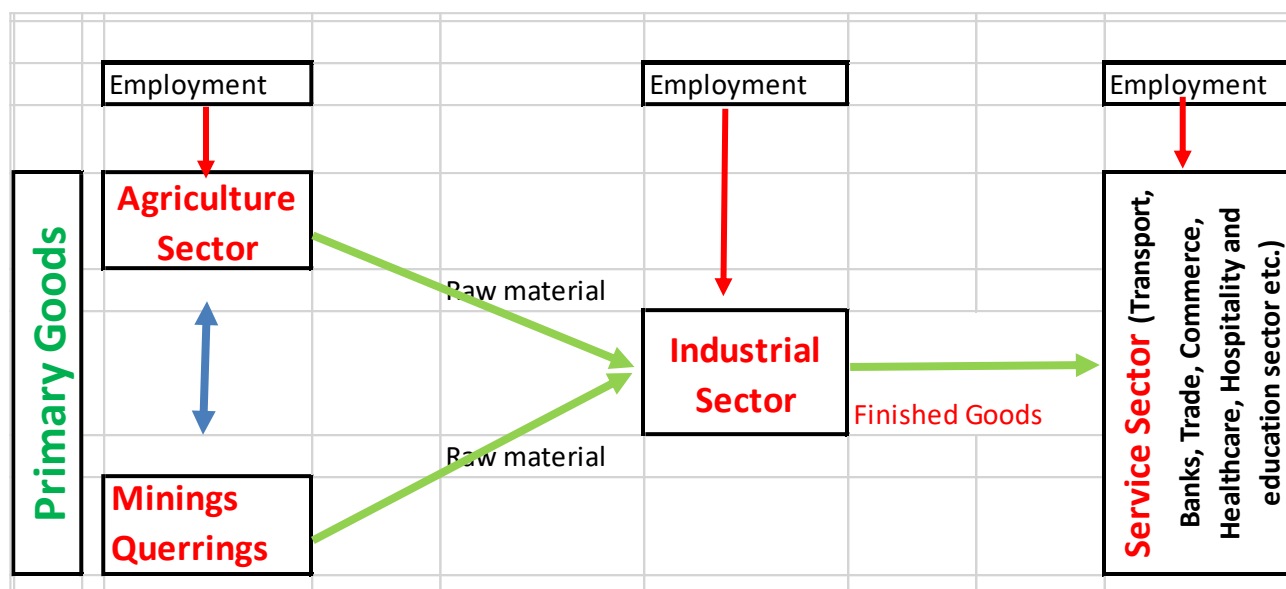 Employment
Employment
Employment
Primary Goods
Agriculture
Sector
Raw material
Industrial
Sector
Finished Goods
Raw material
Minings
Querrings
Service Sector (Transport,
Banks, Trade, Commerce,
Healthcare, Hospitality and
education sector etc.)